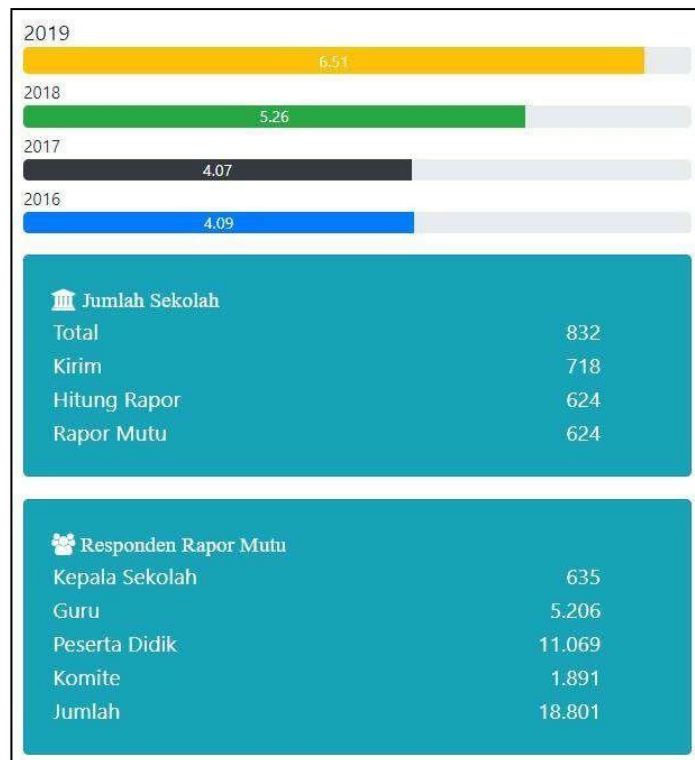 2019
6.51
2018
5.26
2017
4.07
2016
4.09
Jumlah Sekolah
Total 832
Kirim 718
Hitung Rapor 624
Rapor Mutu 624
Responden Rapor Mutu
Kepala Sekolah 635
Guru 5.206
Peserta Didik 11.069
Komite 1.891
Jumlah 18.801